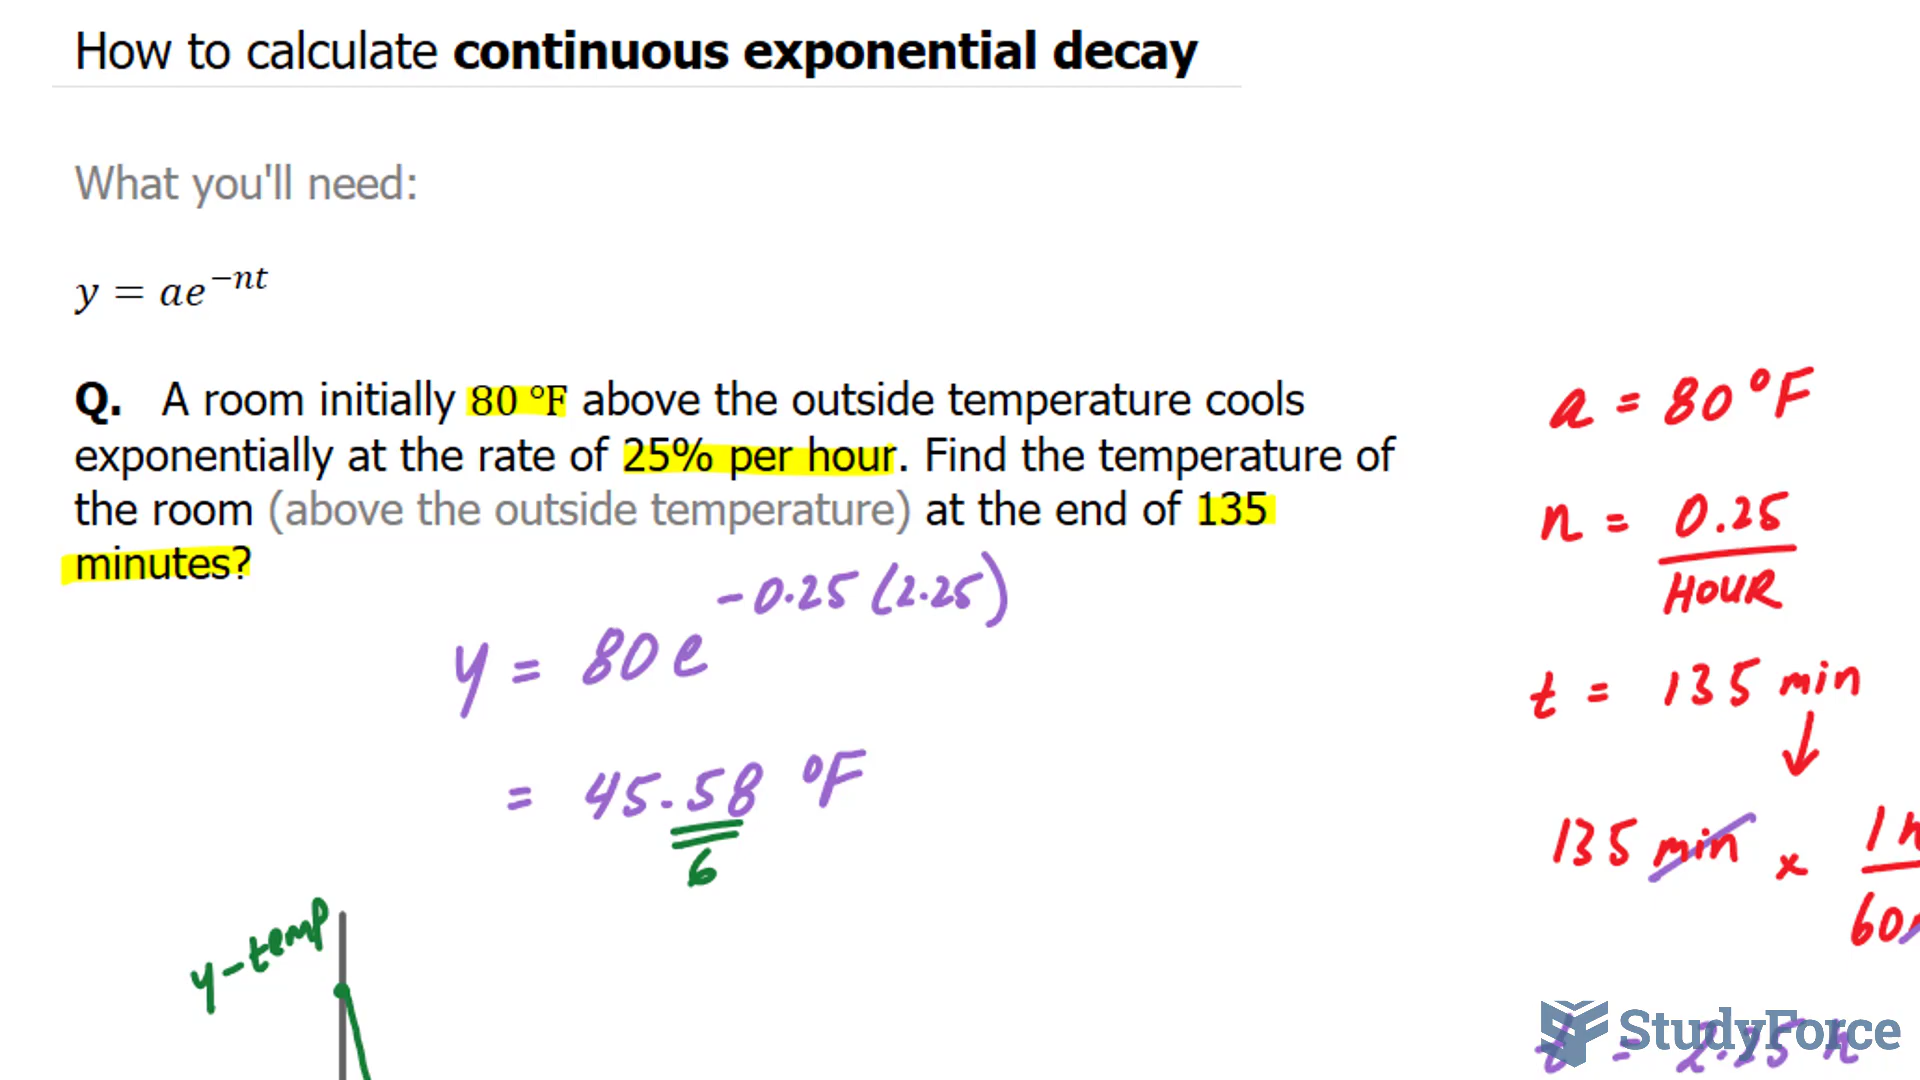 How to calculate continuous exponential decay
What you'll need:
y = ae^{-nt}
Q. A room initially 80 °F above the outside temperature cools
exponentially at the rate of 25% per hour. Find the temperature of
the room (above the outside temperature) at the end of 135
minutes?
y = 80e^{-0.25(2.25)}
= 45.58 °F
6
y-temp
a = 80°F
n = 0.25
HOUR
t = 135 min
135 min ×
60
t = 2.25 h
StudyForce